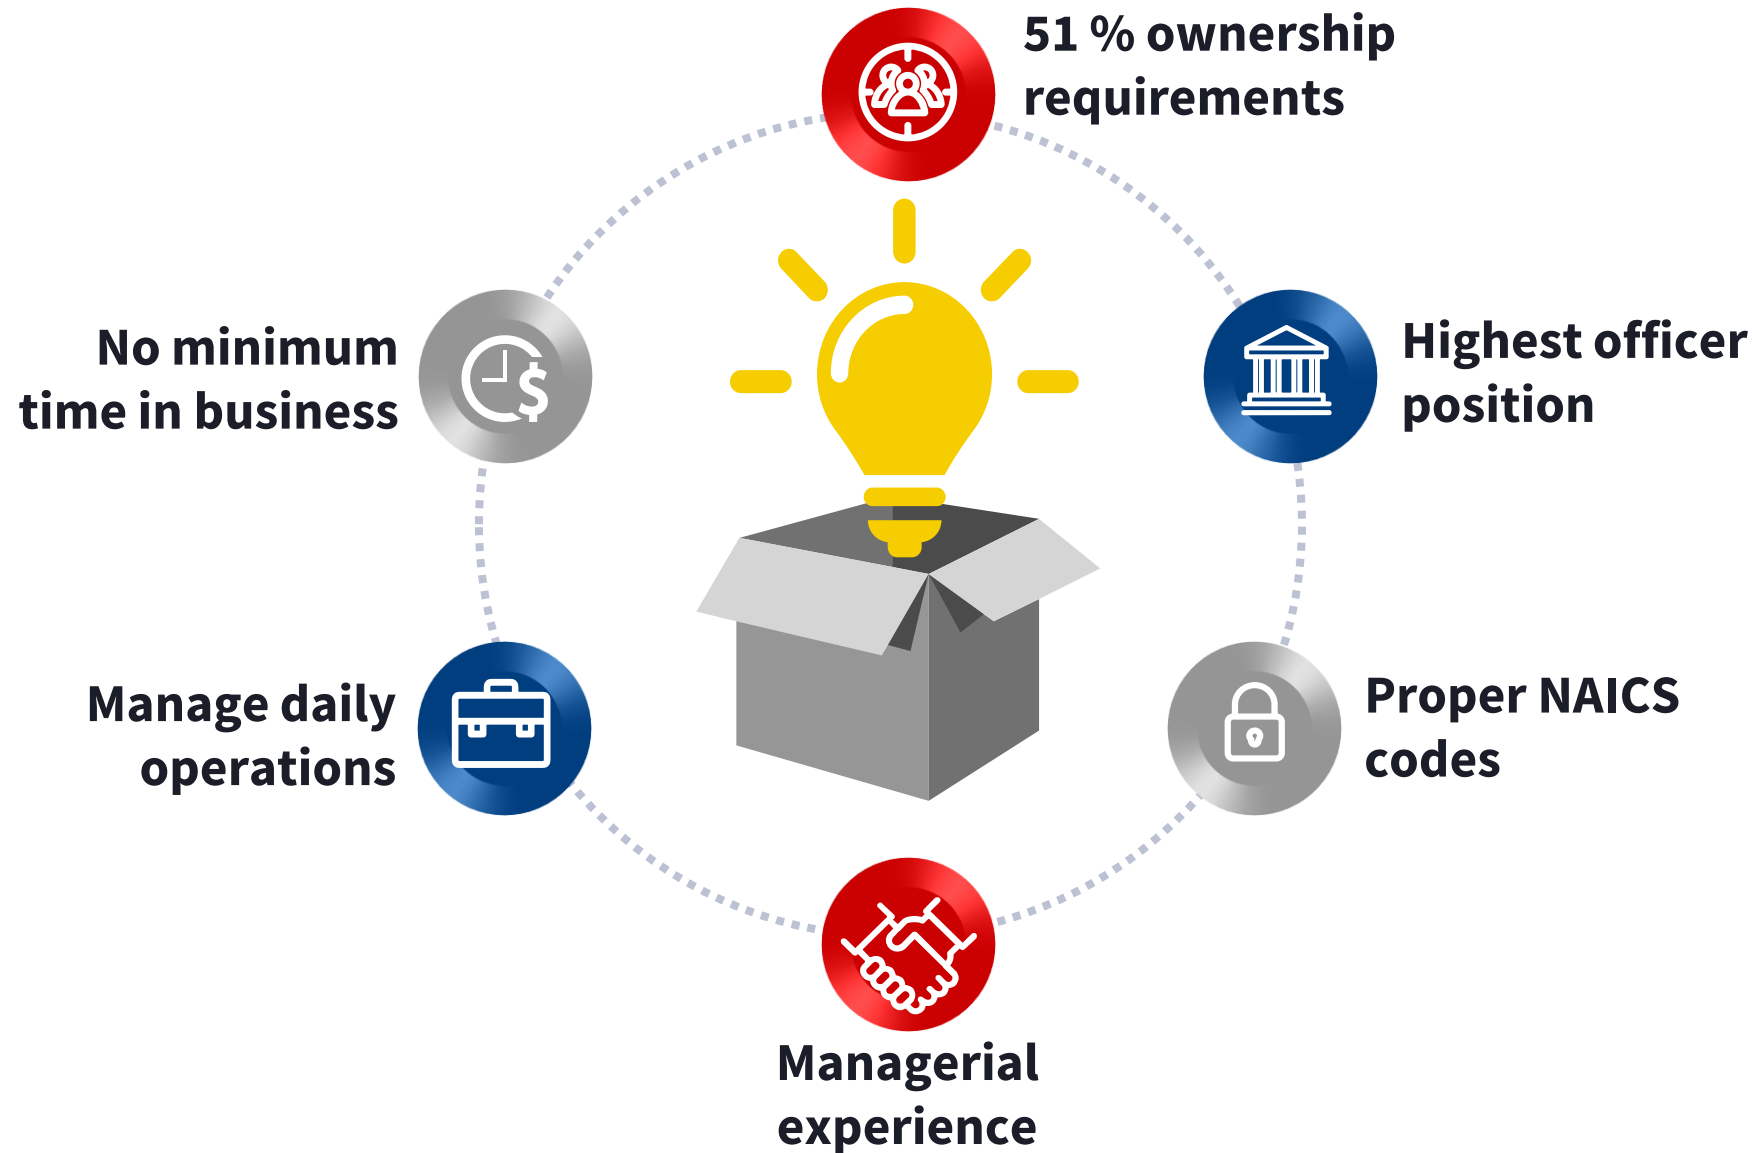 51 % ownership
requirements
Highest officer
position
Proper NAICS
codes
Managerial
experience
Manage daily
operations
No minimum
time in business